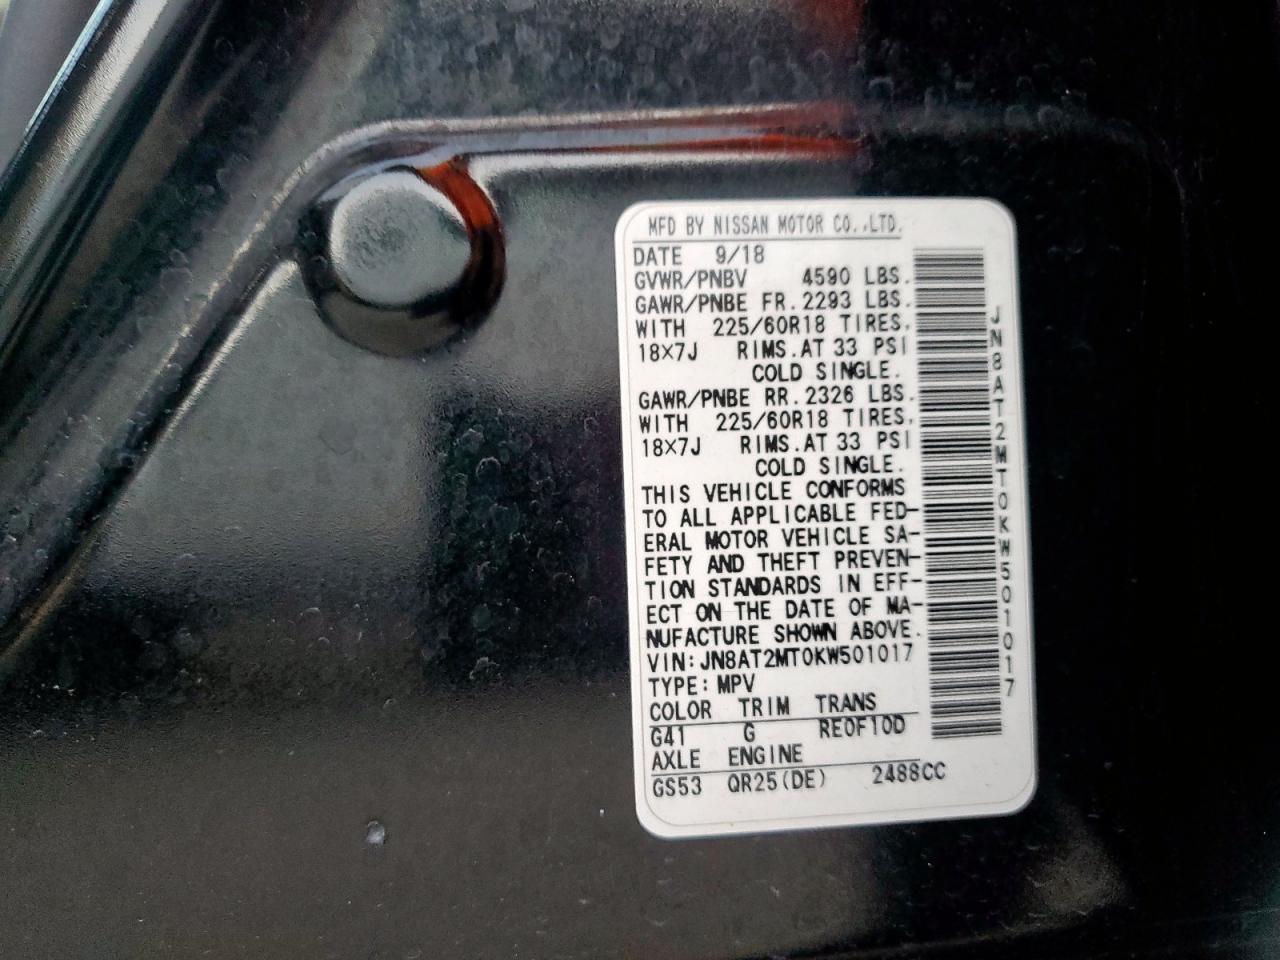 MFD BY NISSAN MOTOR CO.,LTD.
DATE 9/18
GVWR/PNBV 4590 LBS.
GAWR/PNBE FR. 2293 LBS.
WITH 225/60R18 TIRES,
18×7J RIMS. AT 33 PSI
COLD SINGLE.
GAWR/PNBE RR. 2326 LBS.
WITH 225/60R18 TIRES,
18×7J RIMS. AT 33 PSI
COLD SINGLE.
THIS VEHICLE CONFORMS
TO ALL APPLICABLE FED-
ERAL MOTOR VEHICLE SA-
FETY AND THEFT PREVEN-
TION STANDARDS IN EFF-
ECT ON THE DATE OF MA-
NUFACTURE SHOWN ABOVE.
VIN: JN8AT2MT0KW501017
TYPE: MPV
COLOR TRIM TRANS
G41 G RE0F10D
AXLE ENGINE
GS53 QR25(DE) 2488CC
JN8AT2MT0KW501017